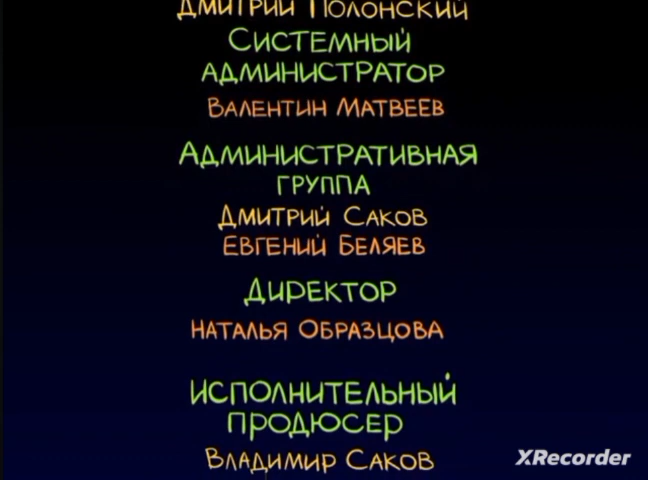 Дмитрий Полонский
Системный
администратор
Валентин Матвеев
Административная
группа
Дмитрий Саков
Евгений Беляев
Директор
Наталья Образцова
исполнительный
продюсер
Владимир Саков
XRecorder